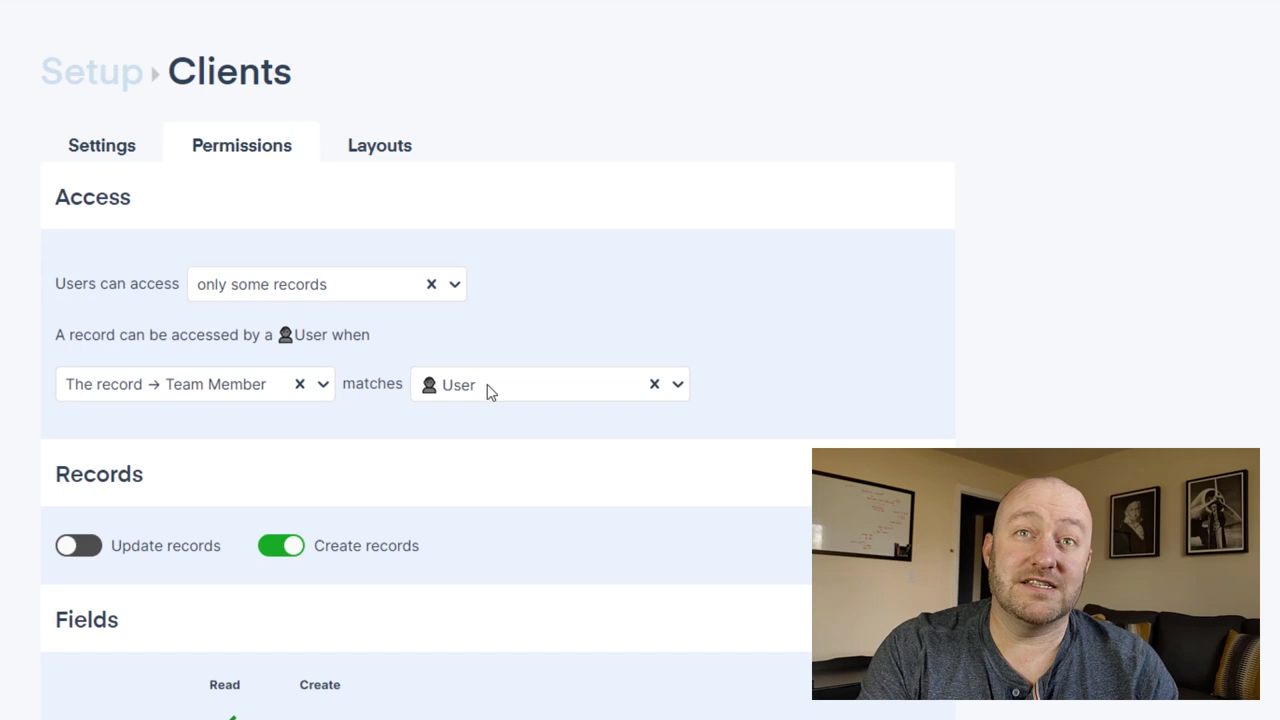 Setup Clients
Settings Permissions Layouts
Access
Users can access only some records
A record can be accessed by a User when
The record → Team Member matches User
Records
Update records Create records
Fields
Read Create